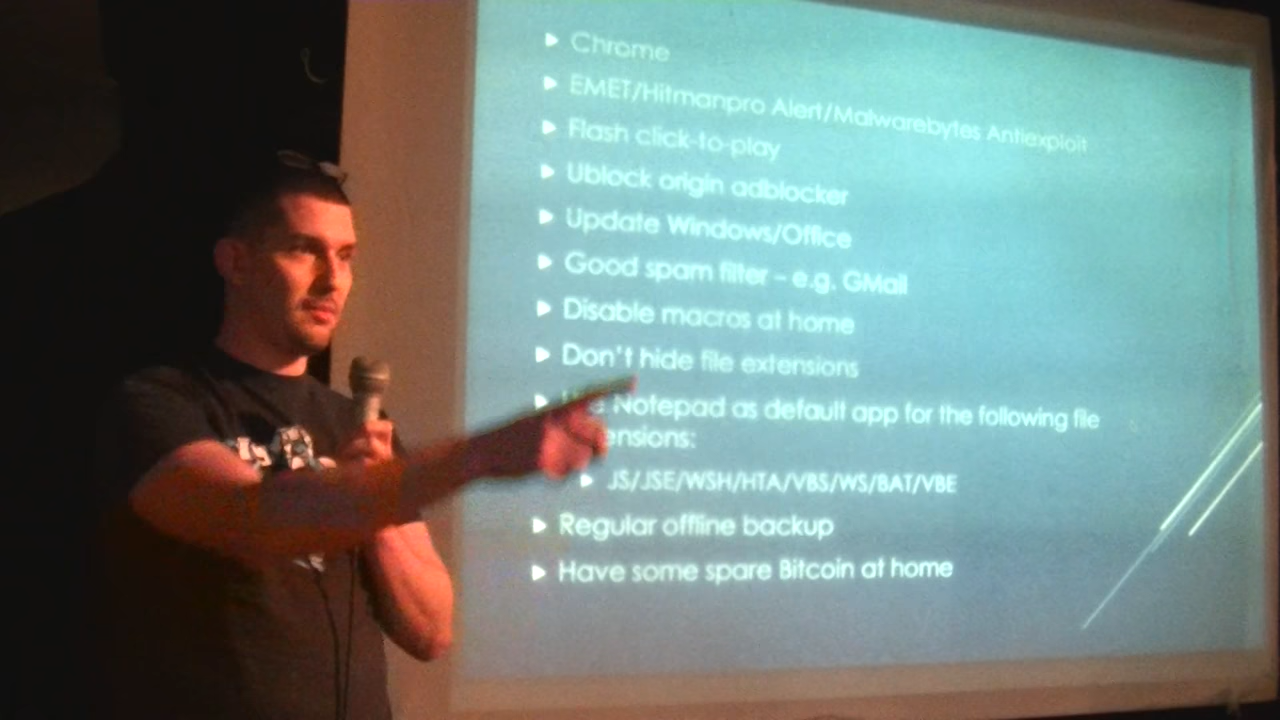 Chrome
EMET/Hitmanpro Alert/Malwarebytes Antiexploit
Flash click-to-play
Ublock origin adblocker
Update Windows/Office
Good spam filter – e.g. GMail
Disable macros at home
Don't hide file extensions
Notepad as default app for the following file
ensions:
JS/JSE/WSH/HTA/VBS/WS/BAT/VBE
Regular offline backup
Have some spare Bitcoin at home